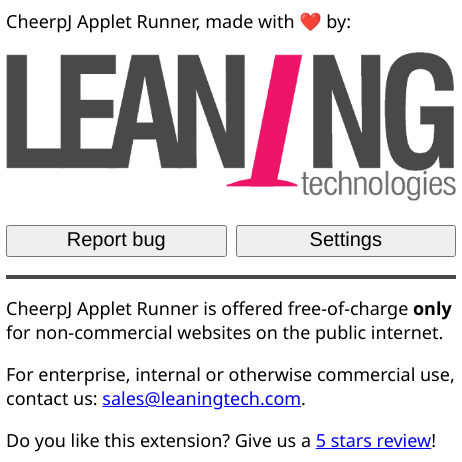 CheerpJ Applet Runner, made with ❤️ by:
LEANING
technologies
Report bug
Settings
CheerpJ Applet Runner is offered free-of-charge only
for non-commercial websites on the public internet.
For enterprise, internal or otherwise commercial use,
contact us: sales@leaningtech.com.
Do you like this extension? Give us a 5 stars review!